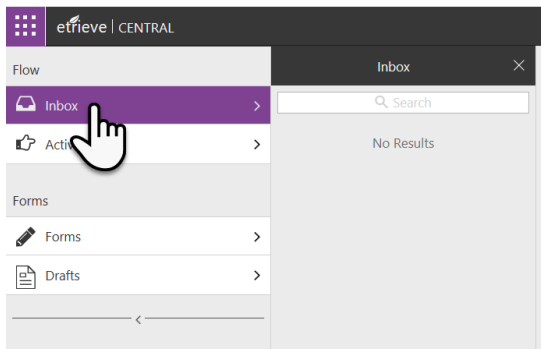 etrieve | CENTRAL
Flow
Inbox
Forms
Forms
Drafts
Inbox
Search
No Results